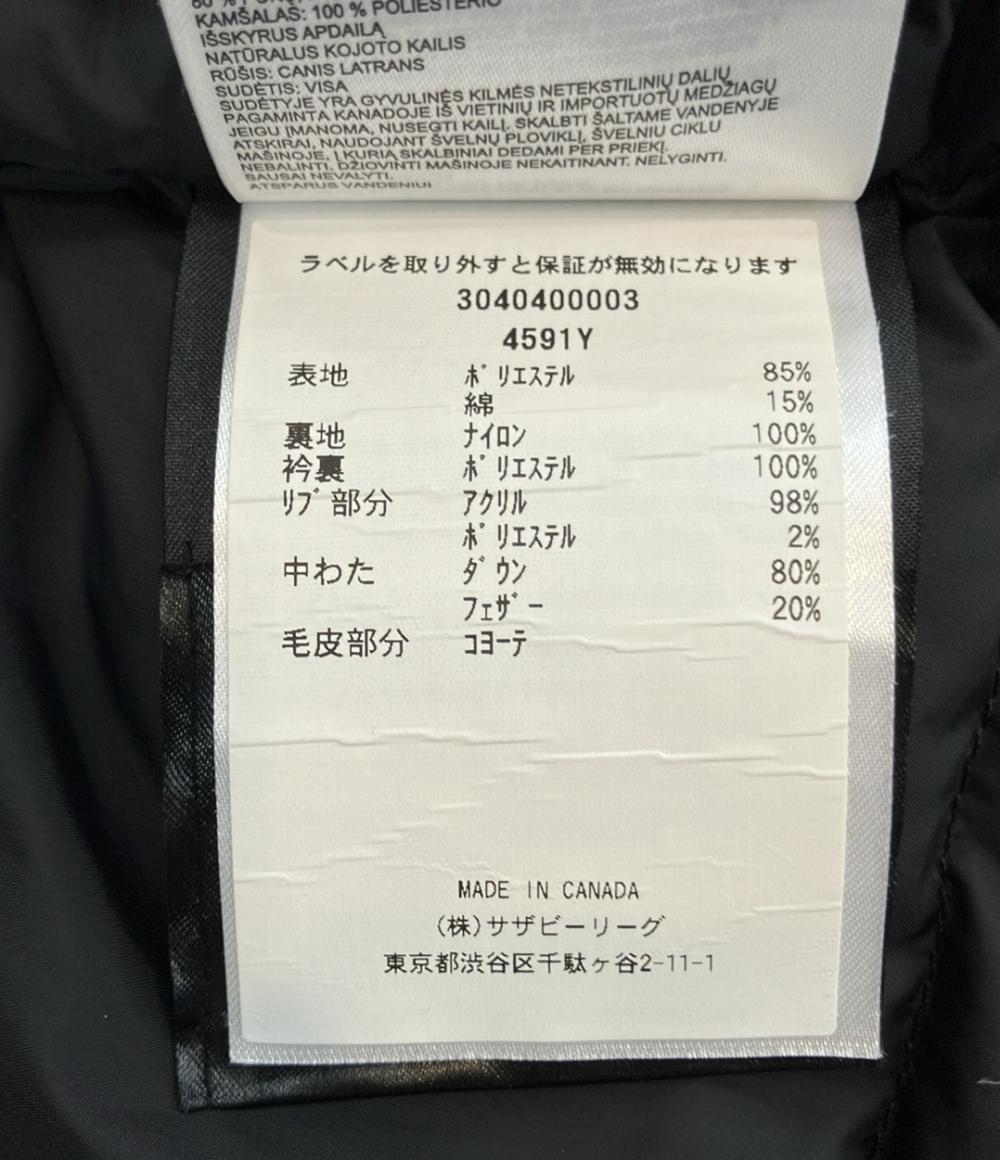 KAMŠALAS: 100 % POLIESTERIO
IŠSKYRUS APDAILĄ
NATŪRALUS KOJOTO KAILIS
RŪŠIS: CANIS LATRANS
SUDĖTIS: VISA
SUDĖTYJE YRA GYVULINĖS KILMĖS NETEKSTILINIŲ DALIŲ
PAGAMINTA KANADOJE IŠ VIETINIŲ IR IMPORTUOTŲ MEDŽIAGŲ
JEIGU ĮMANOMA, NUSEGTI KAILĮ. SKALBTI ŠALTAME VANDENYJE
ATSKIRAI, NAUDOJANT ŠVELNŲ PLOVIKLĮ, ŠVELNIU CIKLU
MAŠINOJE, Į KURIĄ SKALBINIAI DEDAMI PER PRIEKĮ.
NEBALINTI. DŽIOVINTI MAŠINOJE NEKAITINANT. NELYGINTI.
SAUSAI NEVALYTI.
ATSPARUS VANDENIUI
ラベルを取り外すと保証が無効になります
3040400003
4591Y
表地 ﾎﾟﾘｴｽﾃﾙ 85%
綿 15%
裏地 ﾅｲﾛﾝ 100%
衿裏 ﾎﾟﾘｴｽﾃﾙ 100%
ﾘﾌﾞ部分 ｱｸﾘﾙ 98%
ﾎﾟﾘｴｽﾃﾙ 2%
中わた ﾀﾞｳﾝ 80%
ﾌｪｻﾞｰ 20%
毛皮部分 ｺﾖｰﾃ
MADE IN CANADA
(株)サザビーリーグ
東京都渋谷区千駄ヶ谷2-11-1